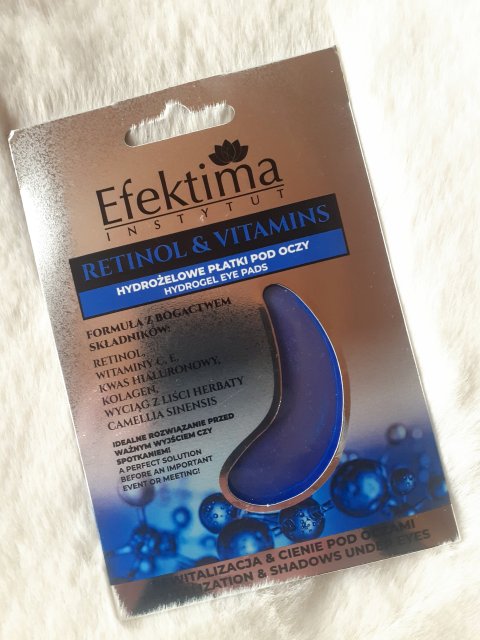 Efektima
INSTYTUT
RETINOL & VITAMINS
HYDROŻELOWE PŁATKI POD OCZY
HYDROGEL EYE PADS
FORMUŁA Z BOGACTWEM
SKŁADNIKÓW:
RETINOL,
WITAMINY C, E,
KWAS HIALURONOWY,
KOLAGEN,
WYCIĄG Z LIŚCI HERBATY
CAMELLIA SINENSIS
IDEALNE ROZWIĄZANIE PRZED
WAŻNYM WYJŚCIEM CZY
SPOTKANIEM!
A PERFECT SOLUTION
BEFORE AN IMPORTANT
EVENT OR MEETING!
& CIENIE POD OCZAMI
& SHADOWS UNDER EYES